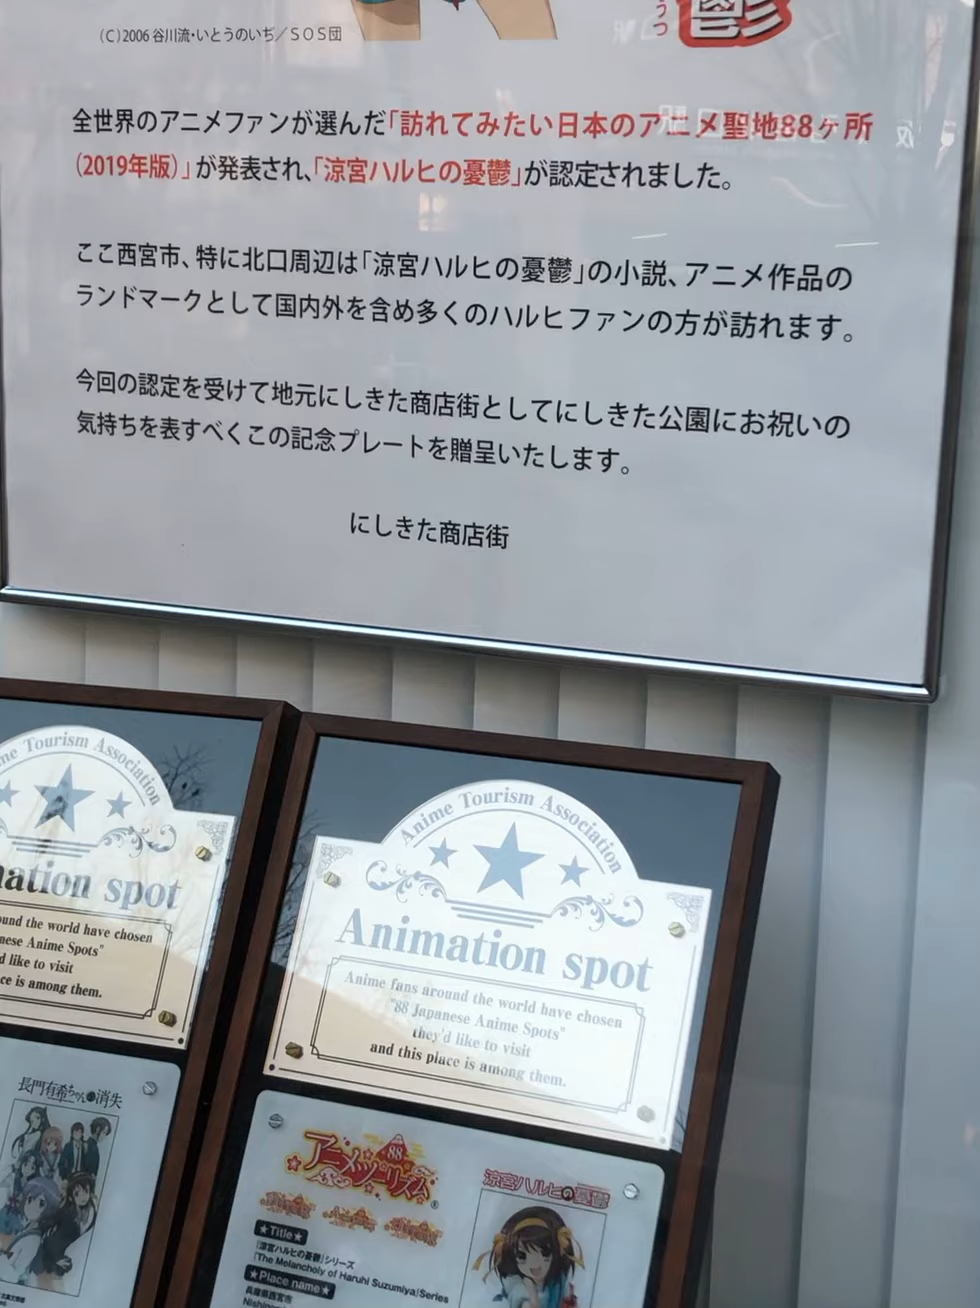 (C)2006 谷川流・いとうのいぢ／ＳＯＳ団
うつ
鬱
全世界のアニメファンが選んだ「訪れてみたい日本のアニメ聖地88ヶ所
(2019年版)」が発表され、「涼宮ハルヒの憂鬱」が認定されました。
ここ西宮市、特に北口周辺は「涼宮ハルヒの憂鬱」の小説、アニメ作品の
ランドマークとして国内外を含め多くのハルヒファンの方が訪れます。
今回の認定を受けて地元にしきた商店街としてにしきた公園にお祝いの
気持ちを表すべくこの記念プレートを贈呈いたします。
にしきた商店街
me Tourism Association
nation spot
ound the world have chosen
nese Anime Spots"
d like to visit
ce is among them.
長門有希ちゃんの消失
Anime Tourism Association
Animation spot
Anime fans around the world have chosen
"88 Japanese Anime Spots"
they'd like to visit
and this place is among them.
88
アニメツーリズム
®
★Title★
「涼宮ハルヒの憂鬱」シリーズ
「The Melancholy of Haruhi Suzumiya」Series
★Place name★
兵庫県西宮市
涼宮ハルヒの憂鬱